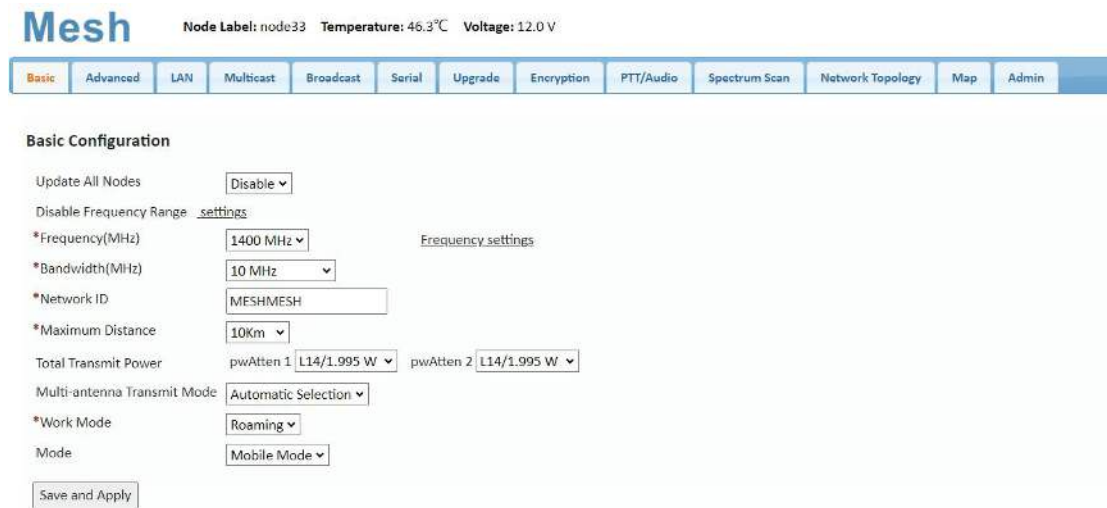 Mesh
Node Label: node33 Temperature: 46.3℃ Voltage: 12.0 V
Basic Advanced LAN Multicast Broadcast Serial Upgrade Encryption PTT/Audio Spectrum Scan Network Topology Map Admin
Basic Configuration
Update All Nodes Disable
Disable Frequency Range settings
*Frequency(MHz) 1400 MHz Frequency settings
*Bandwidth(MHz) 10 MHz
*Network ID MESHMESH
*Maximum Distance 10Km
Total Transmit Power pwAtten 1 L14/1.995 W pwAtten 2 L14/1.995 W
Multi-antenna Transmit Mode Automatic Selection
*Work Mode Roaming
Mode Mobile Mode
Save and Apply